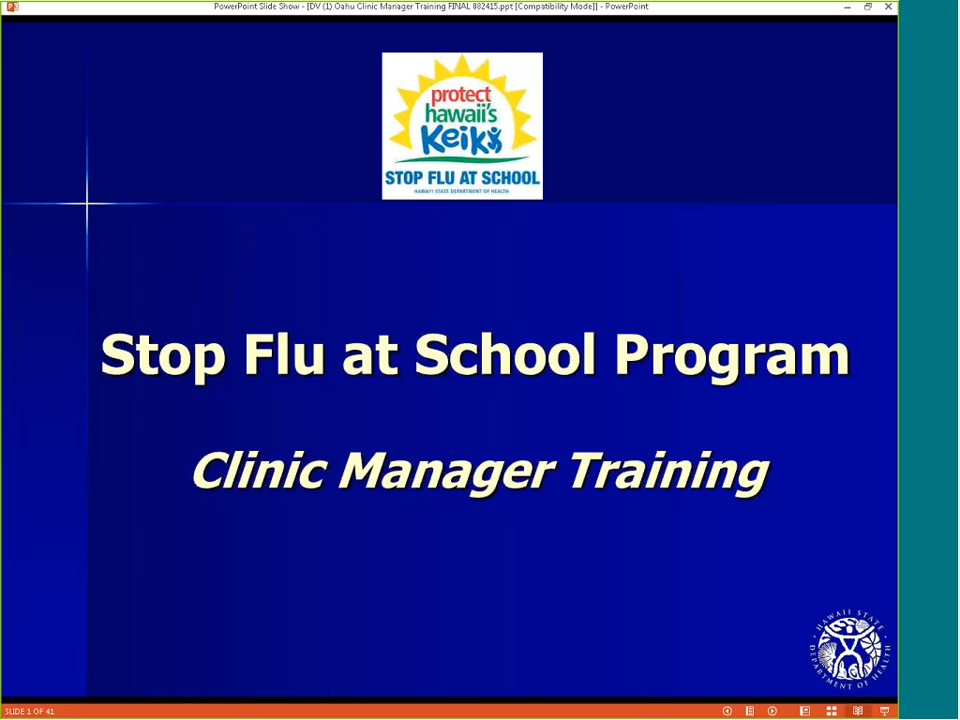 PowerPoint Slide Show - [DV (1) Oahu Clinic Manager Training FINAL 082415.ppt [Compatibility Mode]] - PowerPoint
protect
hawaii's
Keiki
STOP FLU AT SCHOOL
HAWAI'I STATE DEPARTMENT OF HEALTH
Stop Flu at School Program
Clinic Manager Training
HAWAII STATE
DEPARTMENT OF HEALTH
SLIDE 1 OF 41